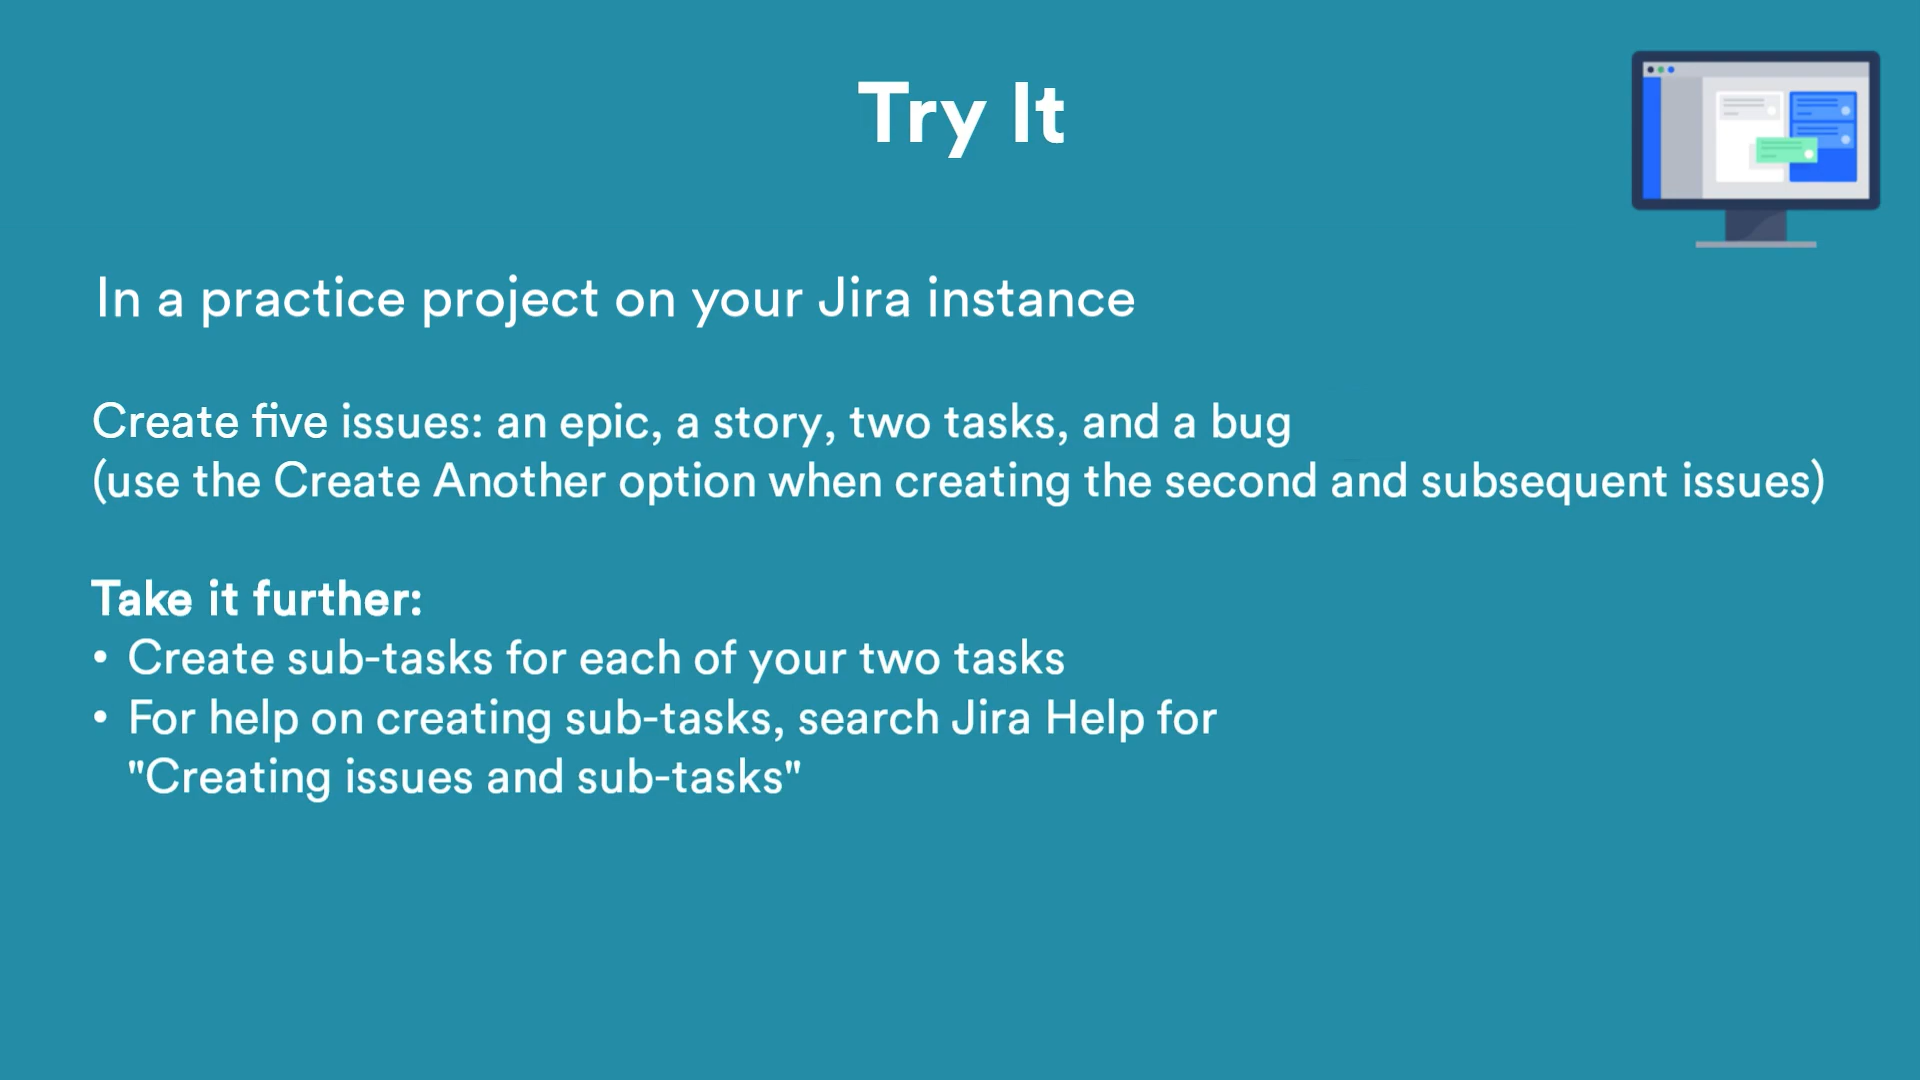 Try It
In a practice project on your Jira instance
Create five issues: an epic, a story, two tasks, and a bug
(use the Create Another option when creating the second and subsequent issues)
Take it further:
• Create sub-tasks for each of your two tasks
• For help on creating sub-tasks, search Jira Help for
"Creating issues and sub-tasks"